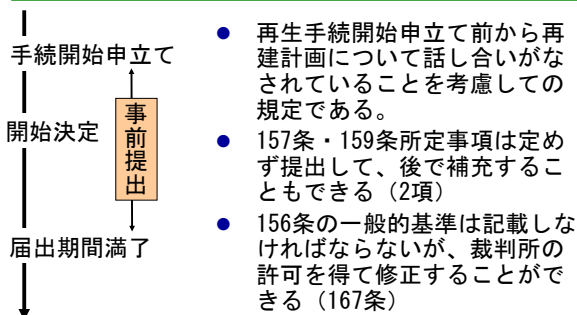 手続開始申立て
事前提出
開始決定
届出期間満了
● 再生手続開始申立て前から再
建計画について話し合いがな
されていることを考慮しての
規定である。
● 157条・159条所定事項は定め
ず提出して、後で補充するこ
ともできる（2項）
● 156条の一般的基準は記載しな
ければならないが、裁判所の
許可を得て修正することがで
きる（167条）